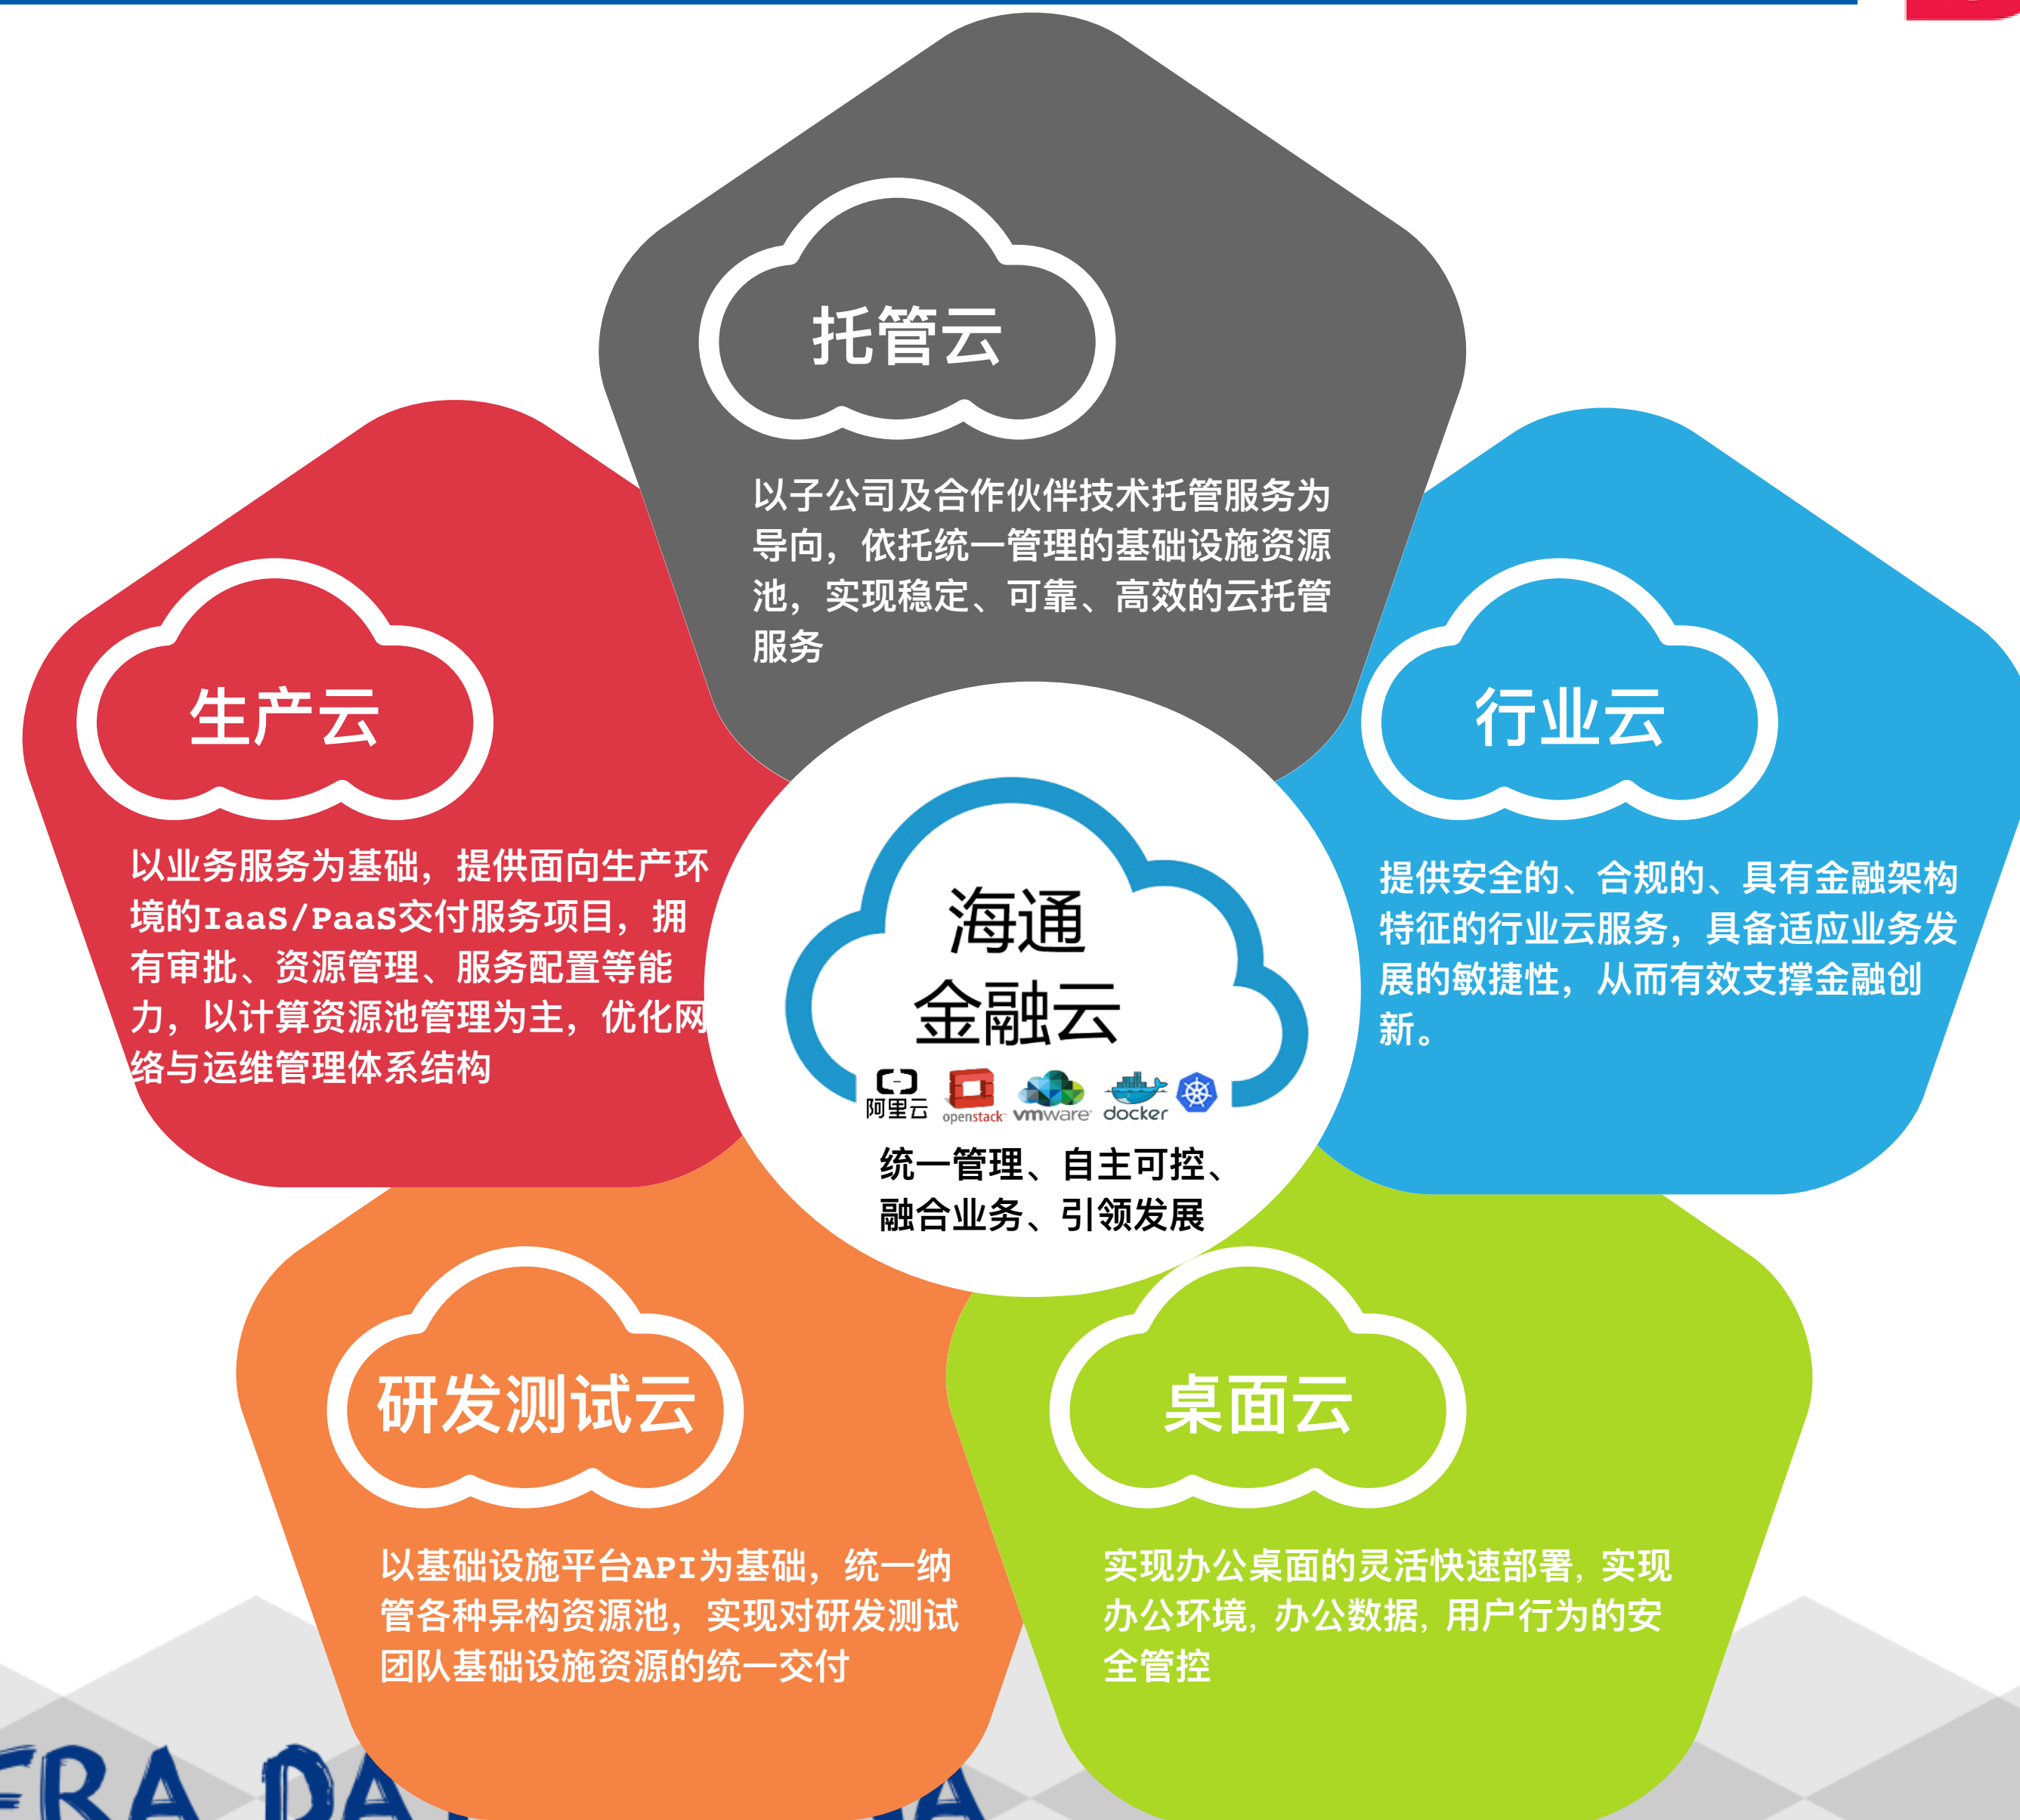 托管云
以子公司及合作伙伴技术托管服务为
导向，依托统一管理的基础设施资源
池，实现稳定、可靠、高效的云托管
服务
生产云
以业务服务为基础，提供面向生产环
境的IaaS/PaaS交付服务项目，拥
有审批、资源管理、服务配置等能
力，以计算资源池管理为主，优化网
络与运维管理体系结构
行业云
提供安全的、合规的、具有金融架构
特征的行业云服务，具备适应业务发
展的敏捷性，从而有效支撑金融创
新。
海通
金融云
阿里云
openstack
vmware
docker
统一管理、自主可控、
融合业务、引领发展
研发测试云
以基础设施平台API为基础，统一纳
管各种异构资源池，实现对研发测试
团队基础设施资源的统一交付
桌面云
实现办公桌面的灵活快速部署,实现
办公环境,办公数据,用户行为的安
全管控